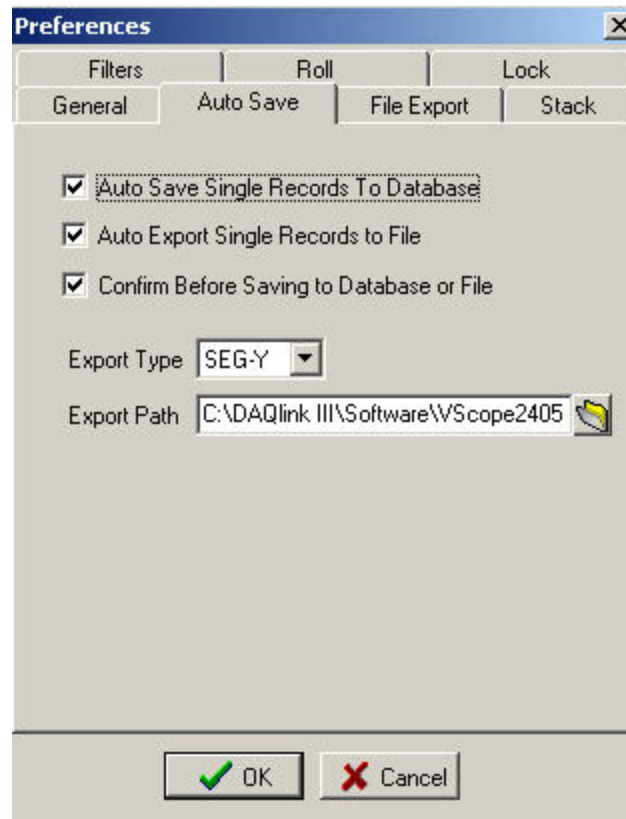 Preferences
Filters Roll Lock
General Auto Save File Export Stack
Auto Save Single Records To Database
Auto Export Single Records to File
Confirm Before Saving to Database or File
Export Type SEG-Y
Export Path C:\DAQlink III\Software\VScope2405
OK Cancel